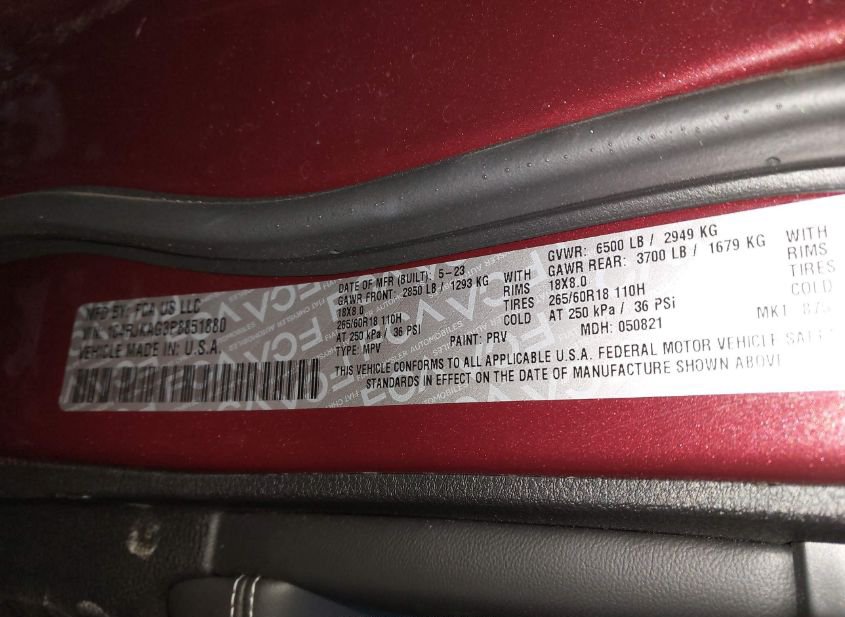 MFD BY: FCA US LLC
VIN: 1C4RJKAG3P8851880
VEHICLE MADE IN U.S.A.
DATE OF MFR (BUILT): 5-23
GAWR FRONT: 2850 LB / 1293 KG WITH
18X8.0 RIMS
265/60R18 110H TIRES
AT 250 kPa / 36 PSi COLD
TYPE: MPV PAINT: PRV
GVWR: 6500 LB / 2949 KG
GAWR REAR: 3700 LB / 1679 KG WITH
18X8.0 RIMS
265/60R18 110H TIRES
AT 250 kPa / 36 PSi COLD
MDH: 050821 MKT:
THIS VEHICLE CONFORMS TO ALL APPLICABLE U.S.A. FEDERAL MOTOR VEHICLE SAFETY
STANDARDS IN EFFECT ON THE DATE OF MANUFACTURE SHOWN ABOVE